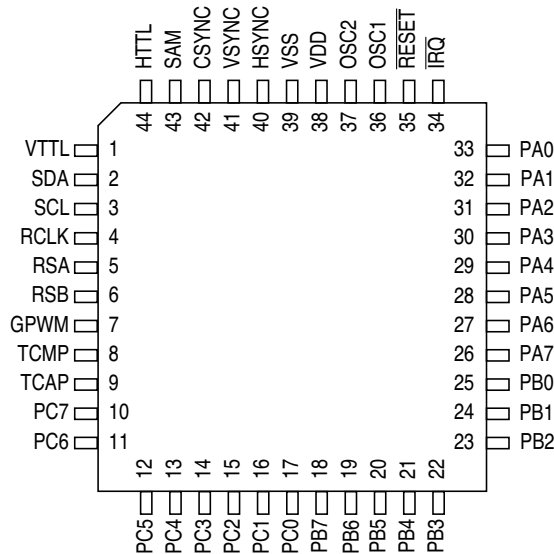 HTTL SAM CSYNC VSYNC HSYNC VSS VDD OSC2 OSC1 RESET IRQ
44 43 42 41 40 39 38 37 36 35 34
VTTL 1 33 PA0
SDA 2 32 PA1
SCL 3 31 PA2
RCLK 4 30 PA3
RSA 5 29 PA4
RSB 6 28 PA5
GPWM 7 27 PA6
TCMP 8 26 PA7
TCAP 9 25 PB0
PC7 10 24 PB1
PC6 11 23 PB2
12 13 14 15 16 17 18 19 20 21 22
PC5 PC4 PC3 PC2 PC1 PC0 PB7 PB6 PB5 PB4 PB3